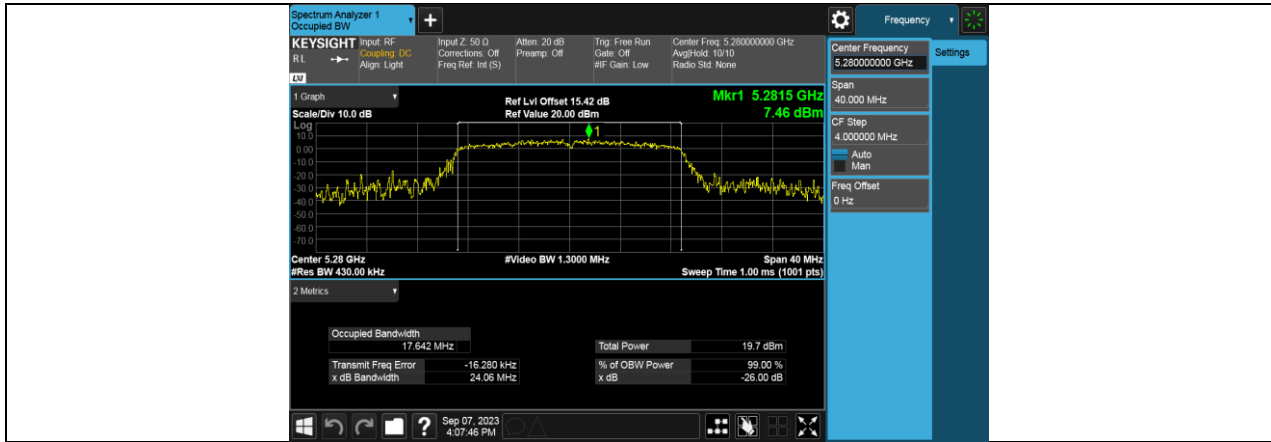 Spectrum Analyzer 1
Occupied BW
Frequency
KEYSIGHT
R L
LXI
Input: RF
Coupling: DC
Align: Light
Input Z: 50 Ω
Corrections: Off
Freq Ref: Int (S)
Atten: 20 dB
Preamp: Off
Trig: Free Run
Gate: Off
#IF Gain: Low
Center Freq: 5.280000000 GHz
Avg|Hold: 10/10
Radio Std: None
Center Frequency
5.280000000 GHz
Settings
Span
40.000 MHz
CF Step
4.000000 MHz
Auto
Man
Freq Offset
0 Hz
1 Graph
Scale/Div 10.0 dB
Ref Lvl Offset 15.42 dB
Ref Value 20.00 dBm
Mkr1 5.2815 GHz
7.46 dBm
Log
10.0
0.00
-10.0
-20.0
-30.0
-40.0
-50.0
-60.0
-70.0
1
Center 5.28 GHz
#Res BW 430.00 kHz
#Video BW 1.3000 MHz
Span 40 MHz
Sweep Time 1.00 ms (1001 pts)
2 Metrics
Occupied Bandwidth
17.642 MHz
Total Power 19.7 dBm
Transmit Freq Error -16.280 kHz
% of OBW Power 99.00 %
x dB Bandwidth 24.06 MHz
x dB -26.00 dB
?
Sep 07, 2023
4:07:46 PM